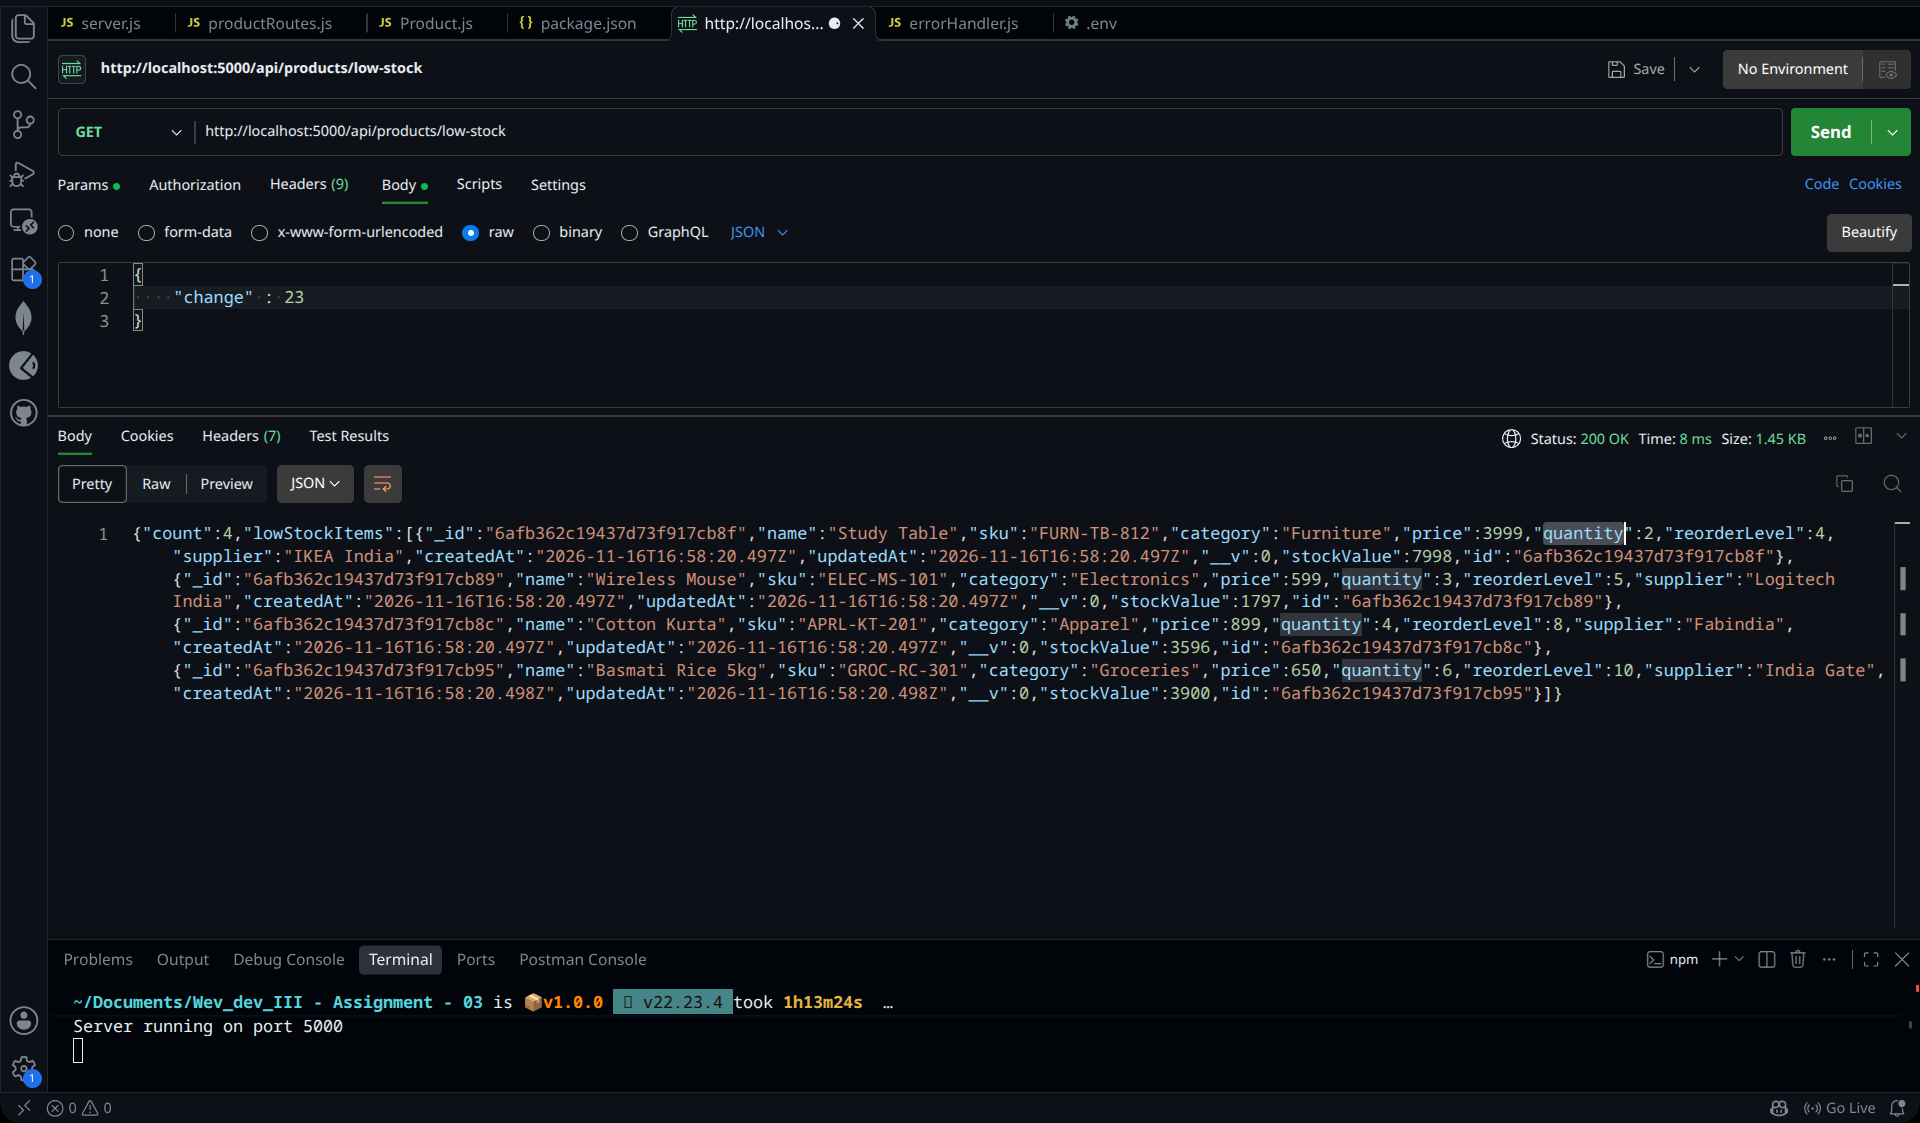 JS server.js JS productRoutes.js JS Product.js {} package.json HTTP http://localhos... JS errorHandler.js .env
HTTP http://localhost:5000/api/products/low-stock Save No Environment
GET http://localhost:5000/api/products/low-stock Send
Params Authorization Headers (9) Body Scripts Settings Code Cookies
none form-data x-www-form-urlencoded raw binary GraphQL JSON Beautify
1 {
2 ····"change"·:·23
3 }
1
Body Cookies Headers (7) Test Results Status: 200 OK Time: 8 ms Size: 1.45 KB
Pretty Raw Preview JSON
1 {"count":4,"lowStockItems":[{"_id":"6afb362c19437d73f917cb8f","name":"Study Table","sku":"FURN-TB-812","category":"Furniture","price":3999,"quantity":2,"reorderLevel":4,
"supplier":"IKEA India","createdAt":"2026-11-16T16:58:20.497Z","updatedAt":"2026-11-16T16:58:20.497Z","__v":0,"stockValue":7998,"id":"6afb362c19437d73f917cb8f"},
{"_id":"6afb362c19437d73f917cb89","name":"Wireless Mouse","sku":"ELEC-MS-101","category":"Electronics","price":599,"quantity":3,"reorderLevel":5,"supplier":"Logitech
India","createdAt":"2026-11-16T16:58:20.497Z","updatedAt":"2026-11-16T16:58:20.497Z","__v":0,"stockValue":1797,"id":"6afb362c19437d73f917cb89"},
{"_id":"6afb362c19437d73f917cb8c","name":"Cotton Kurta","sku":"APRL-KT-201","category":"Apparel","price":899,"quantity":4,"reorderLevel":8,"supplier":"Fabindia",
"createdAt":"2026-11-16T16:58:20.497Z","updatedAt":"2026-11-16T16:58:20.497Z","__v":0,"stockValue":3596,"id":"6afb362c19437d73f917cb8c"},
{"_id":"6afb362c19437d73f917cb95","name":"Basmati Rice 5kg","sku":"GROC-RC-301","category":"Groceries","price":650,"quantity":6,"reorderLevel":10,"supplier":"India Gate",
"createdAt":"2026-11-16T16:58:20.498Z","updatedAt":"2026-11-16T16:58:20.498Z","__v":0,"stockValue":3900,"id":"6afb362c19437d73f917cb95"}]}
Problems Output Debug Console Terminal Ports Postman Console npm
~/Documents/Wev_dev_III - Assignment - 03 is 📦v1.0.0 v22.23.4 took 1h13m24s …
Server running on port 5000
1
0 0 Go Live